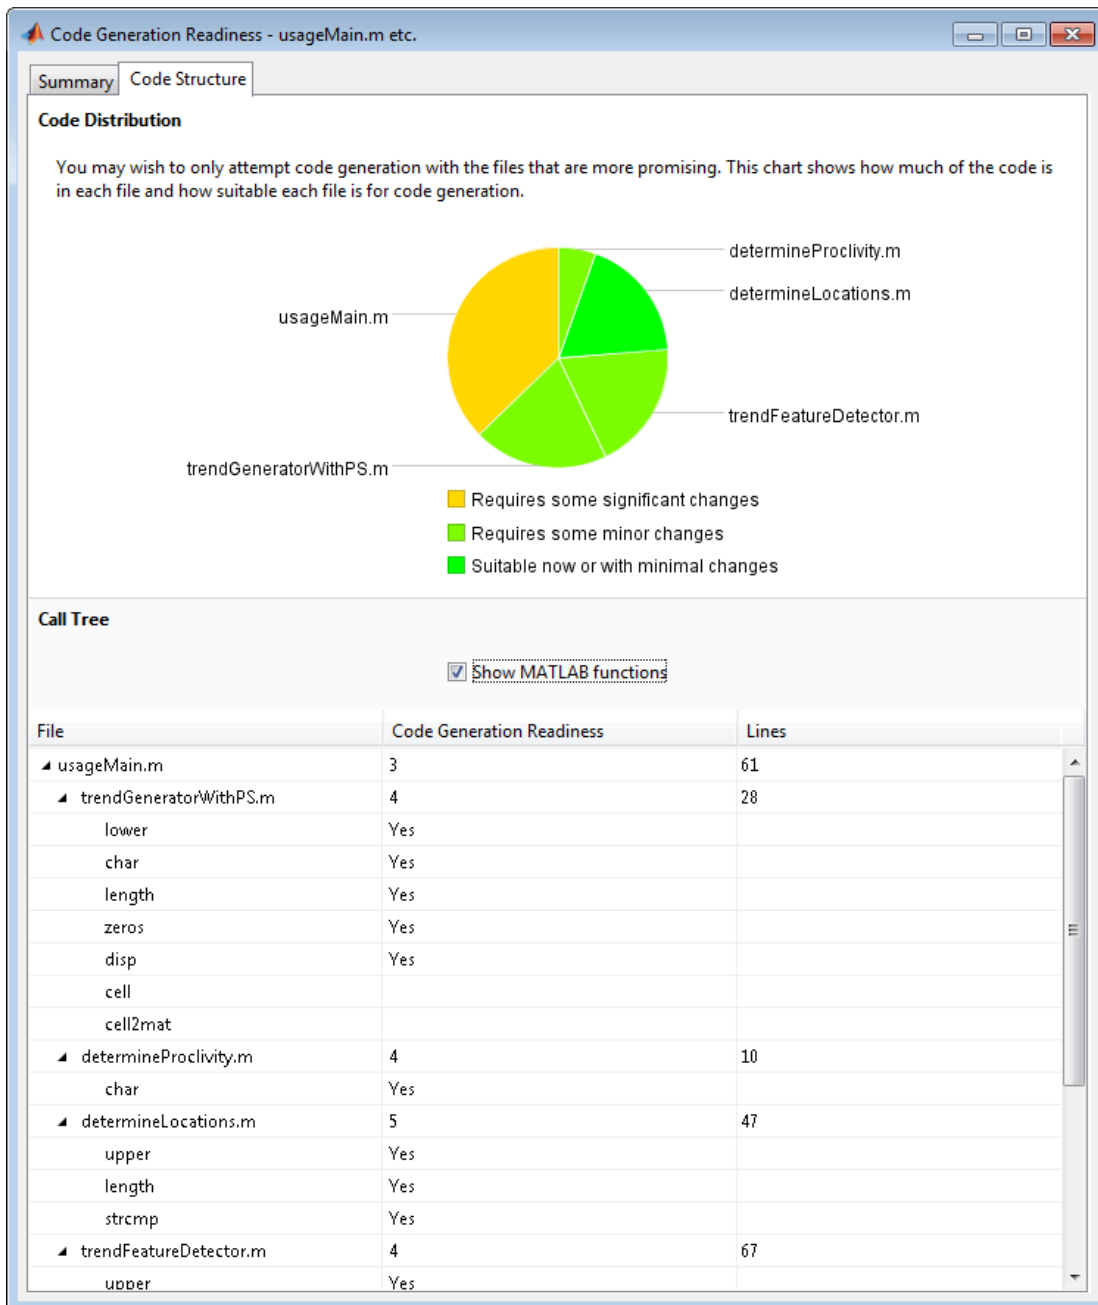 Code Generation Readiness - usageMain.m etc.
Summary
Code Structure
Code Distribution
You may wish to only attempt code generation with the files that are more promising. This chart shows how much of the code is
in each file and how suitable each file is for code generation.
determineProclivity.m
determineLocations.m
usageMain.m
trendFeatureDetector.m
trendGeneratorWithPS.m
Requires some significant changes
Requires some minor changes
Suitable now or with minimal changes
Call Tree
Show MATLAB functions
File Code Generation Readiness Lines
usageMain.m 3 61
trendGeneratorWithPS.m 4 28
lower Yes
char Yes
length Yes
zeros Yes
disp Yes
cell
cell2mat
determineProclivity.m 4 10
char Yes
determineLocations.m 5 47
upper Yes
length Yes
strcmp Yes
trendFeatureDetector.m 4 67
upper Yes